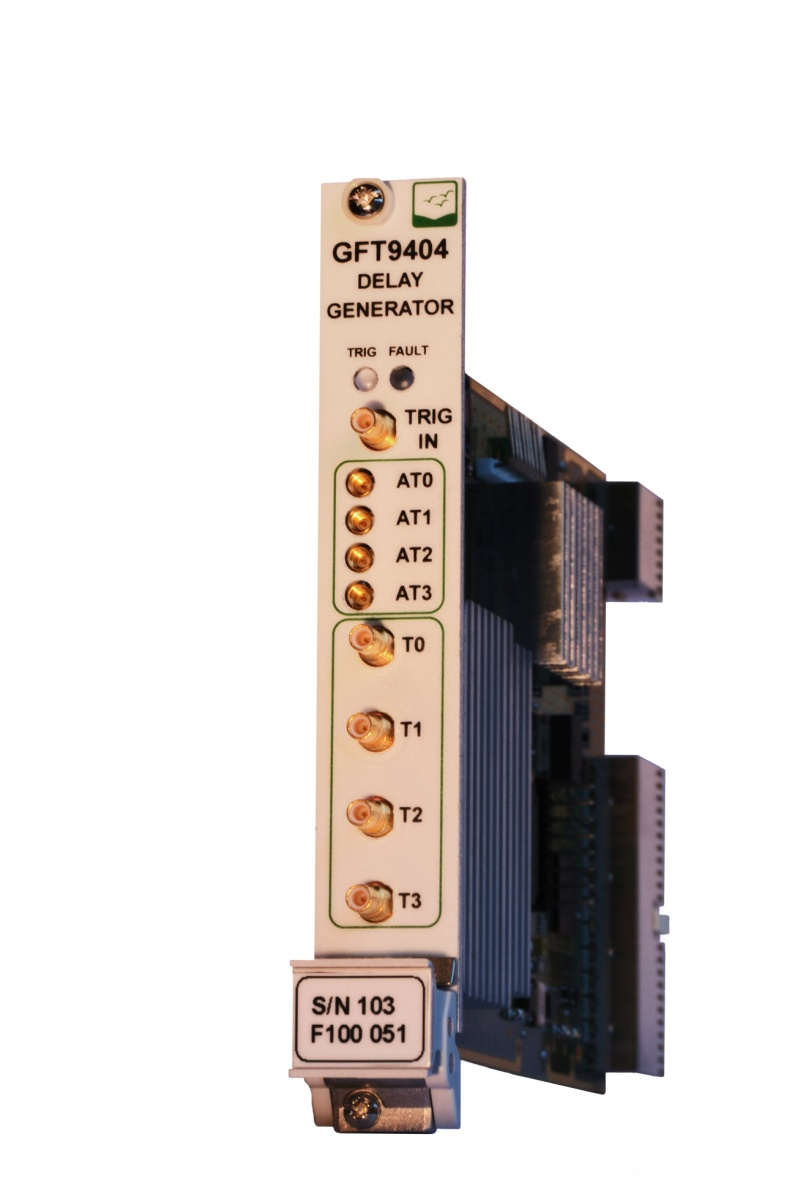 GFT9404
DELAY
GENERATOR
TRIG FAULT
TRIG
IN
AT0
AT1
AT2
AT3
T0
T1
T2
T3
S/N 103
F100 051